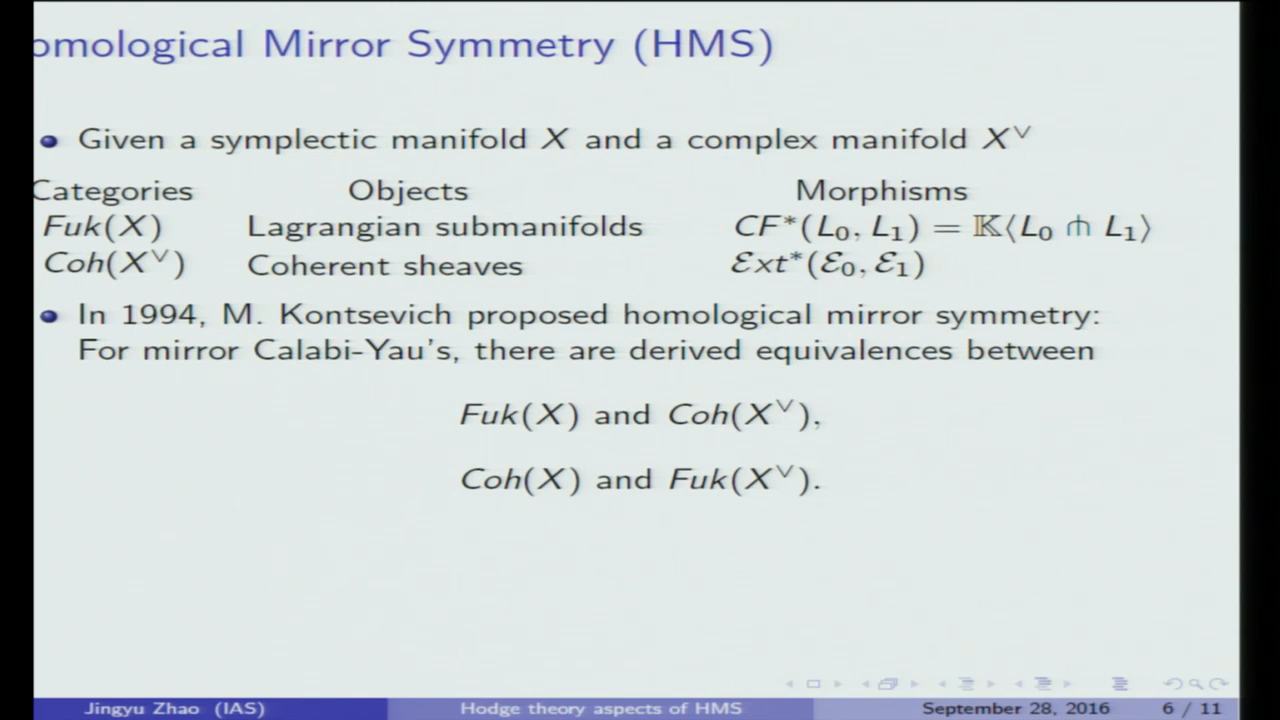 omological Mirror Symmetry (HMS)
Given a symplectic manifold X and a complex manifold X^∨
Categories Objects Morphisms
Fuk(X) Lagrangian submanifolds CF*(L₀, L₁) = 𝕂⟨L₀ ⋔ L₁⟩
Coh(X^∨) Coherent sheaves ℰxt*(ℰ₀, ℰ₁)
In 1994, M. Kontsevich proposed homological mirror symmetry:
For mirror Calabi-Yau's, there are derived equivalences between
Fuk(X) and Coh(X^∨),
Coh(X) and Fuk(X^∨).
Jingyu Zhao (IAS) Hodge theory aspects of HMS September 28, 2016 6 / 11